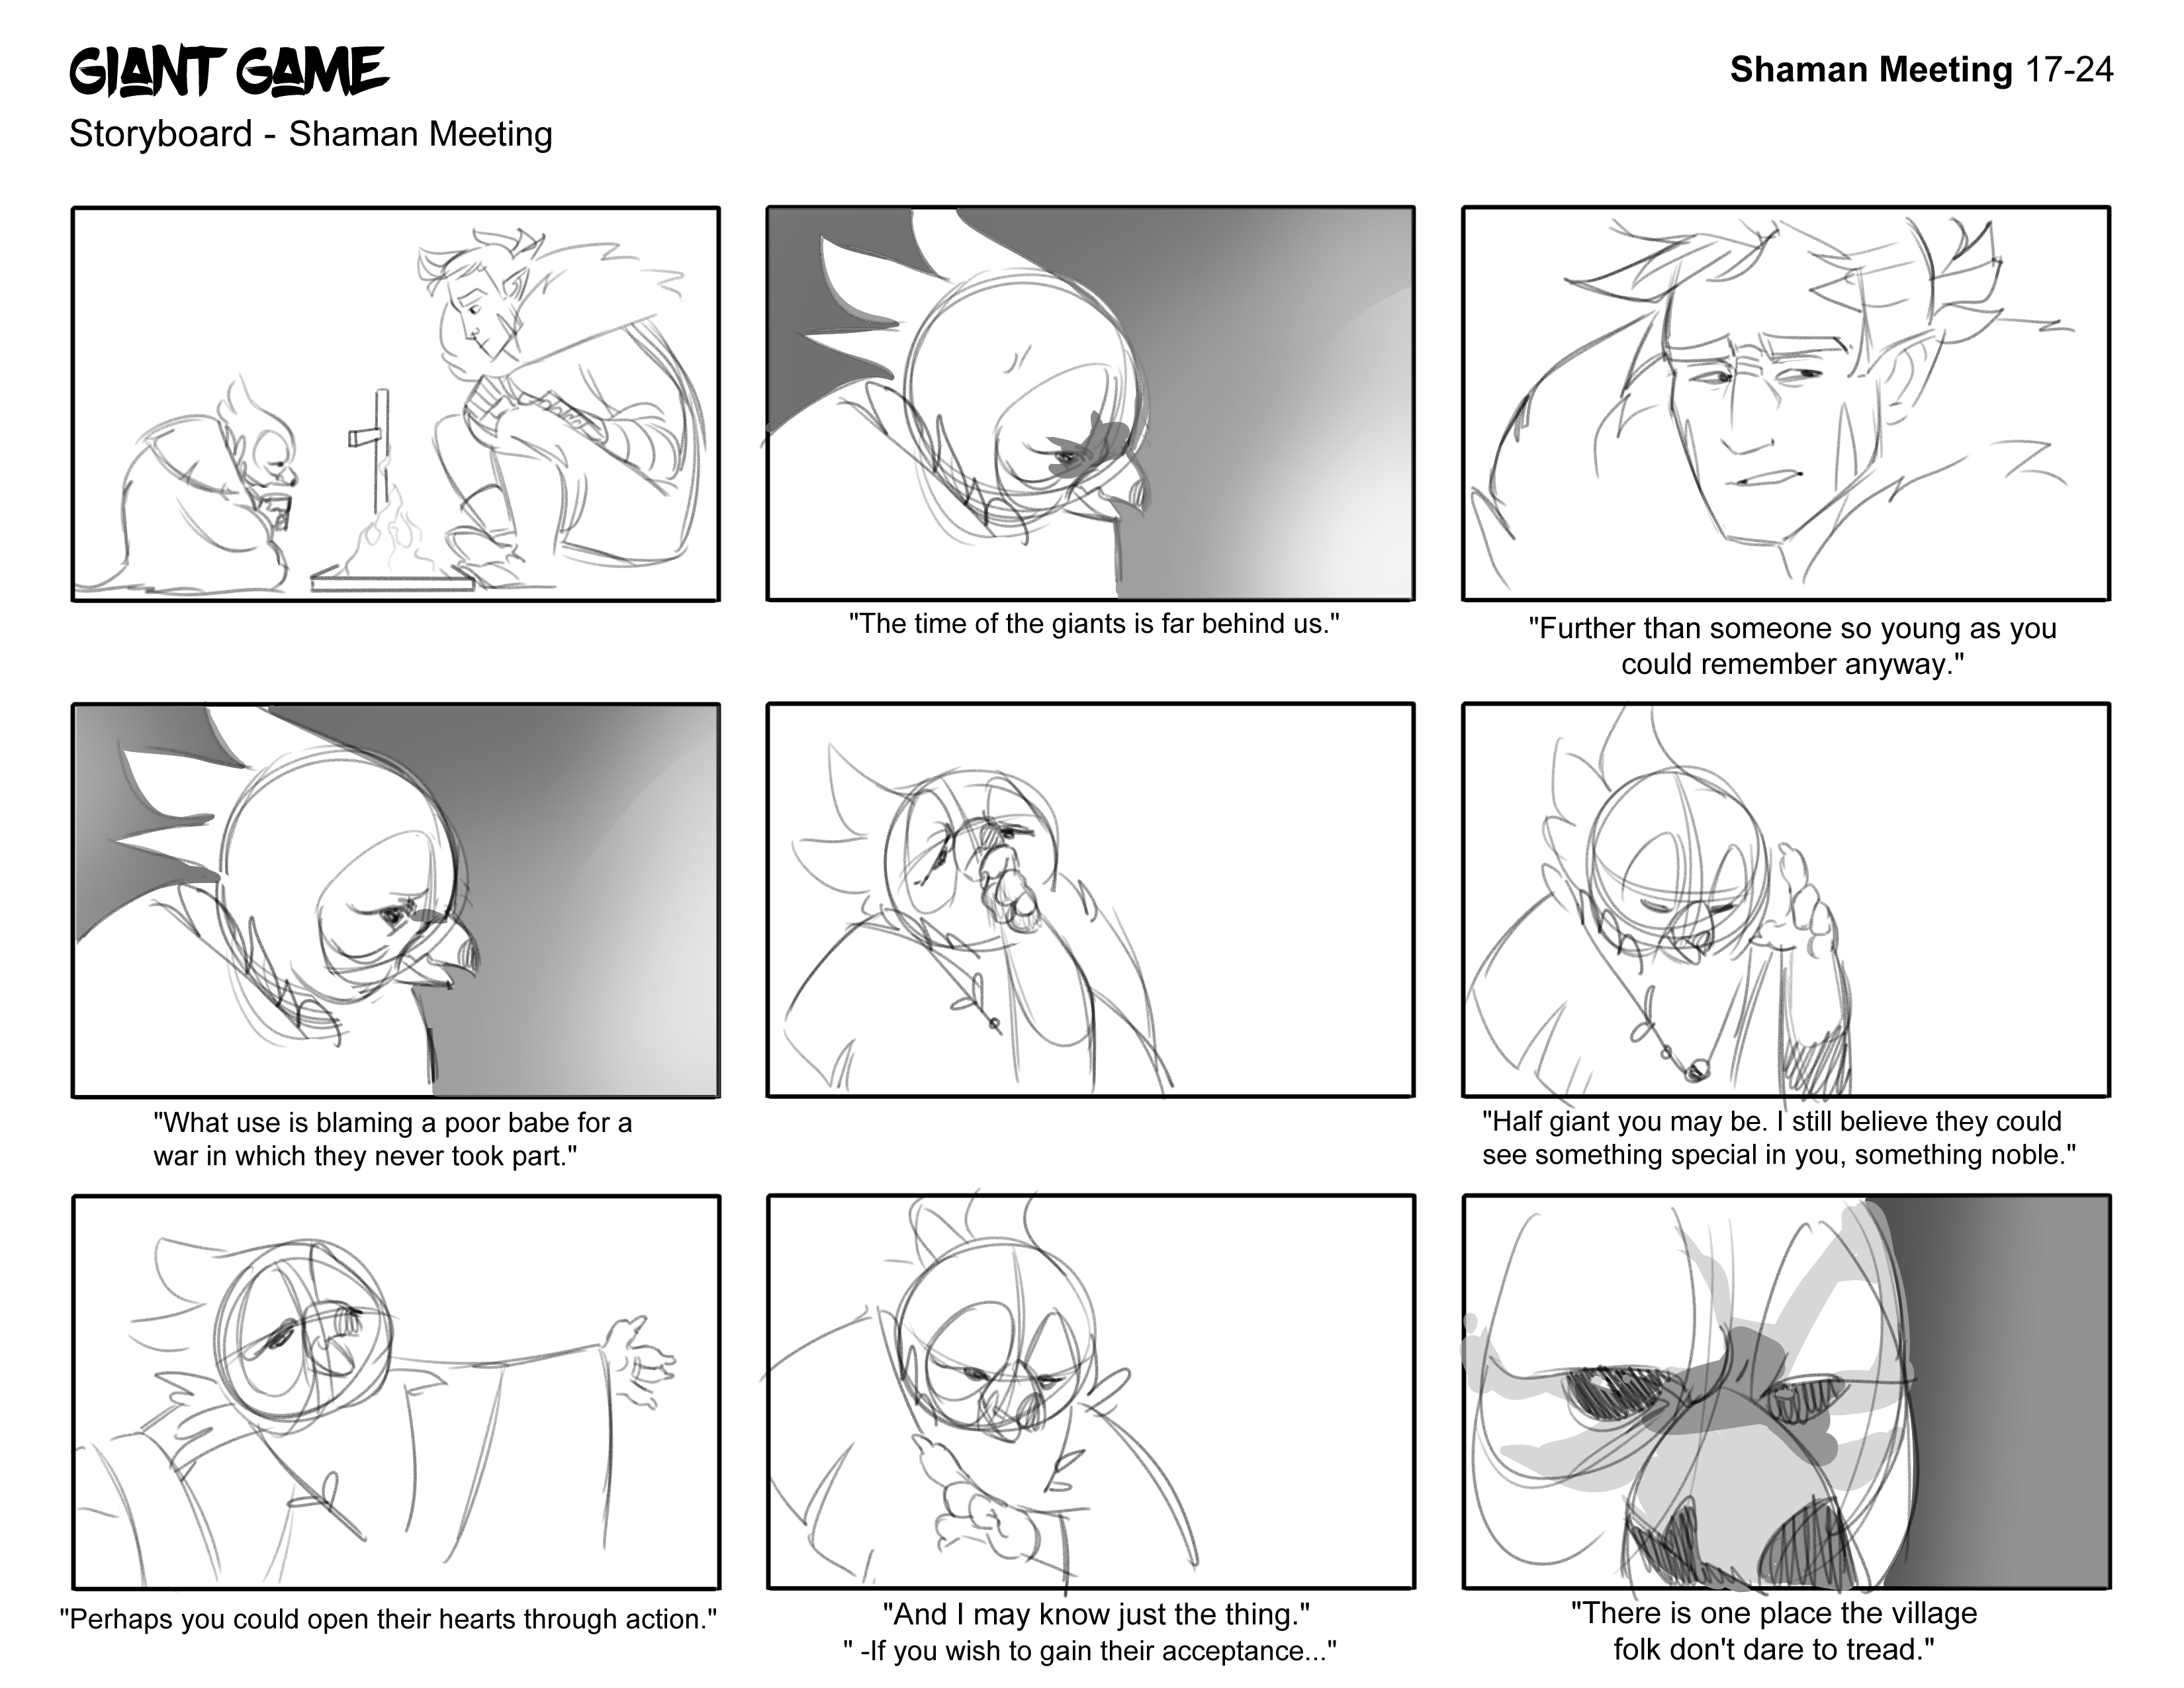 GIANT GAME
Shaman Meeting 17-24
Storyboard - Shaman Meeting
"The time of the giants is far behind us."
"Further than someone so young as you
could remember anyway."
"What use is blaming a poor babe for a
war in which they never took part."
"Half giant you may be. I still believe they could
see something special in you, something noble."
"Perhaps you could open their hearts through action."
"And I may know just the thing."
" -If you wish to gain their acceptance..."
"There is one place the village
folk don't dare to tread."